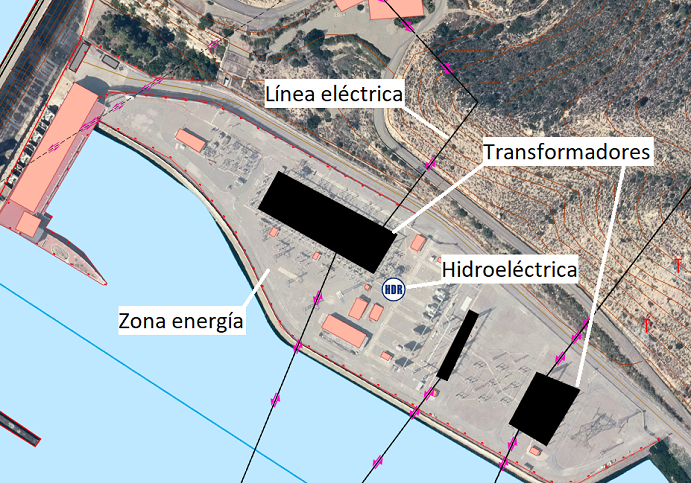 Línea eléctrica
Transformadores
Hidroeléctrica
HDR
Zona energía